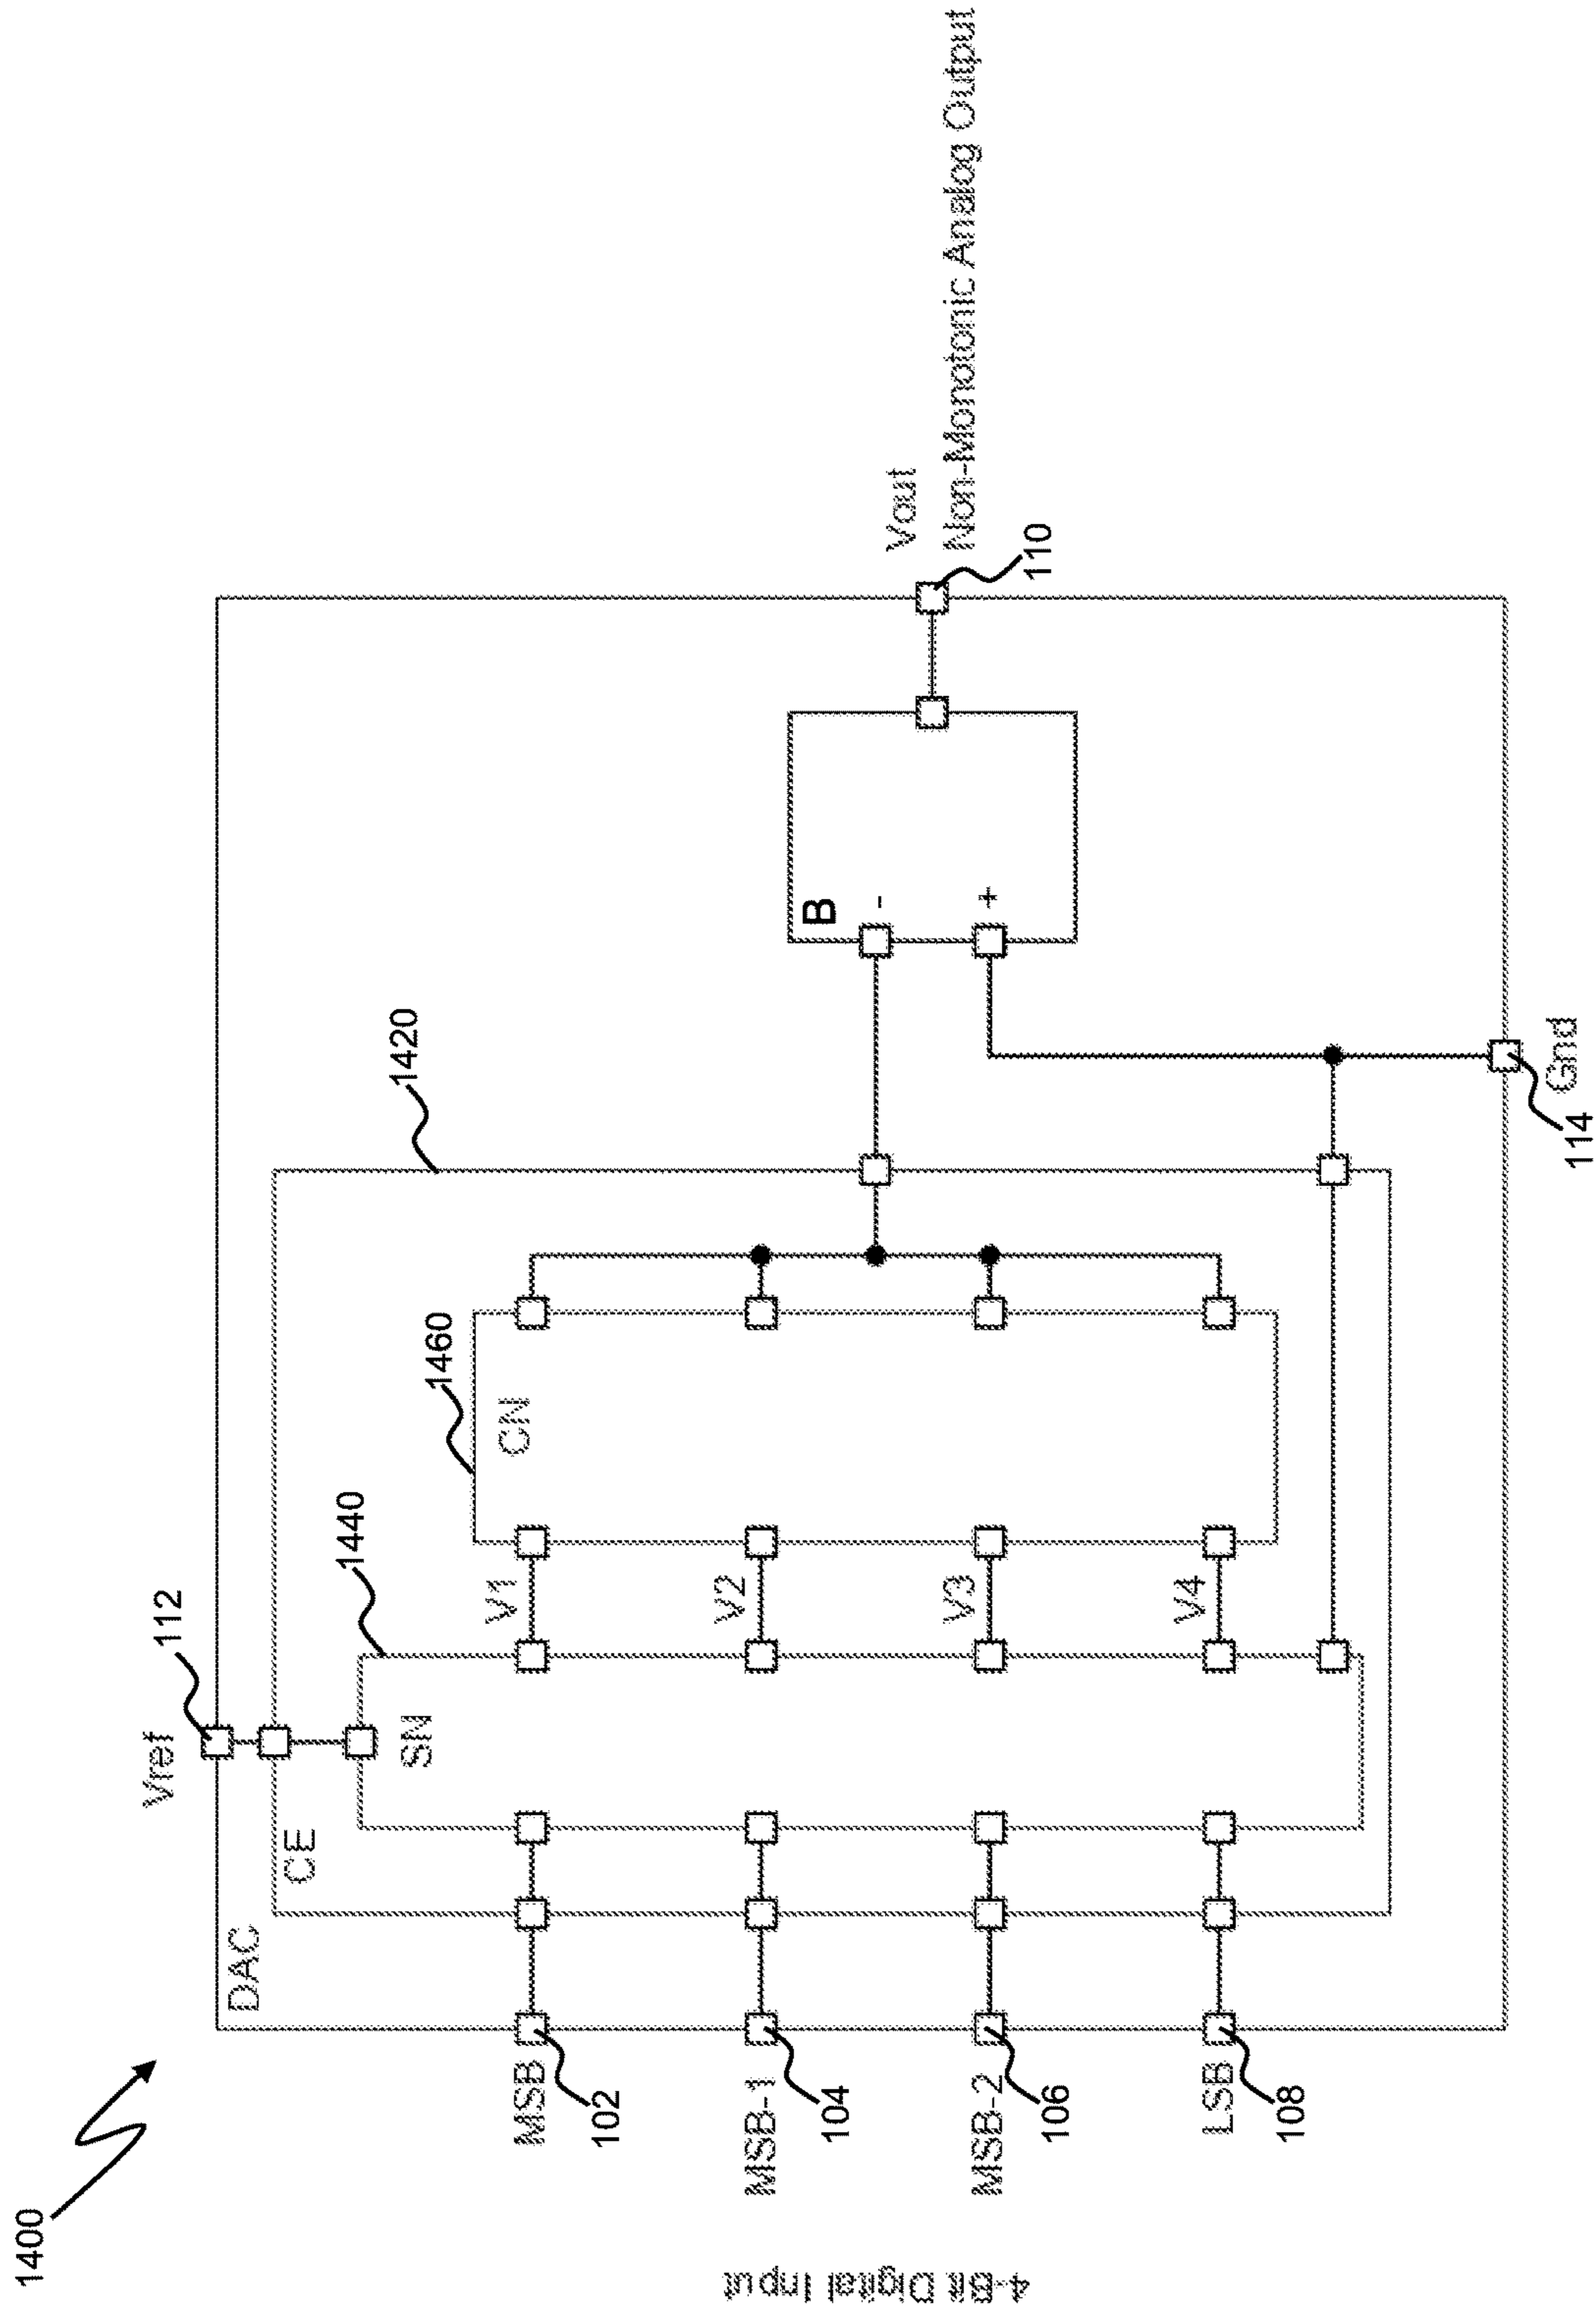 1400
Vref
112
DAC
CE
SN
1440
1420
1460
CN
V1
V2
V3
V4
MSB
102
MSB-1
104
MSB-2
106
LSB
108
4-Bit Digital Input
B
-
+
Vout
Non-Monotonic Analog Output
110
Gnd
114